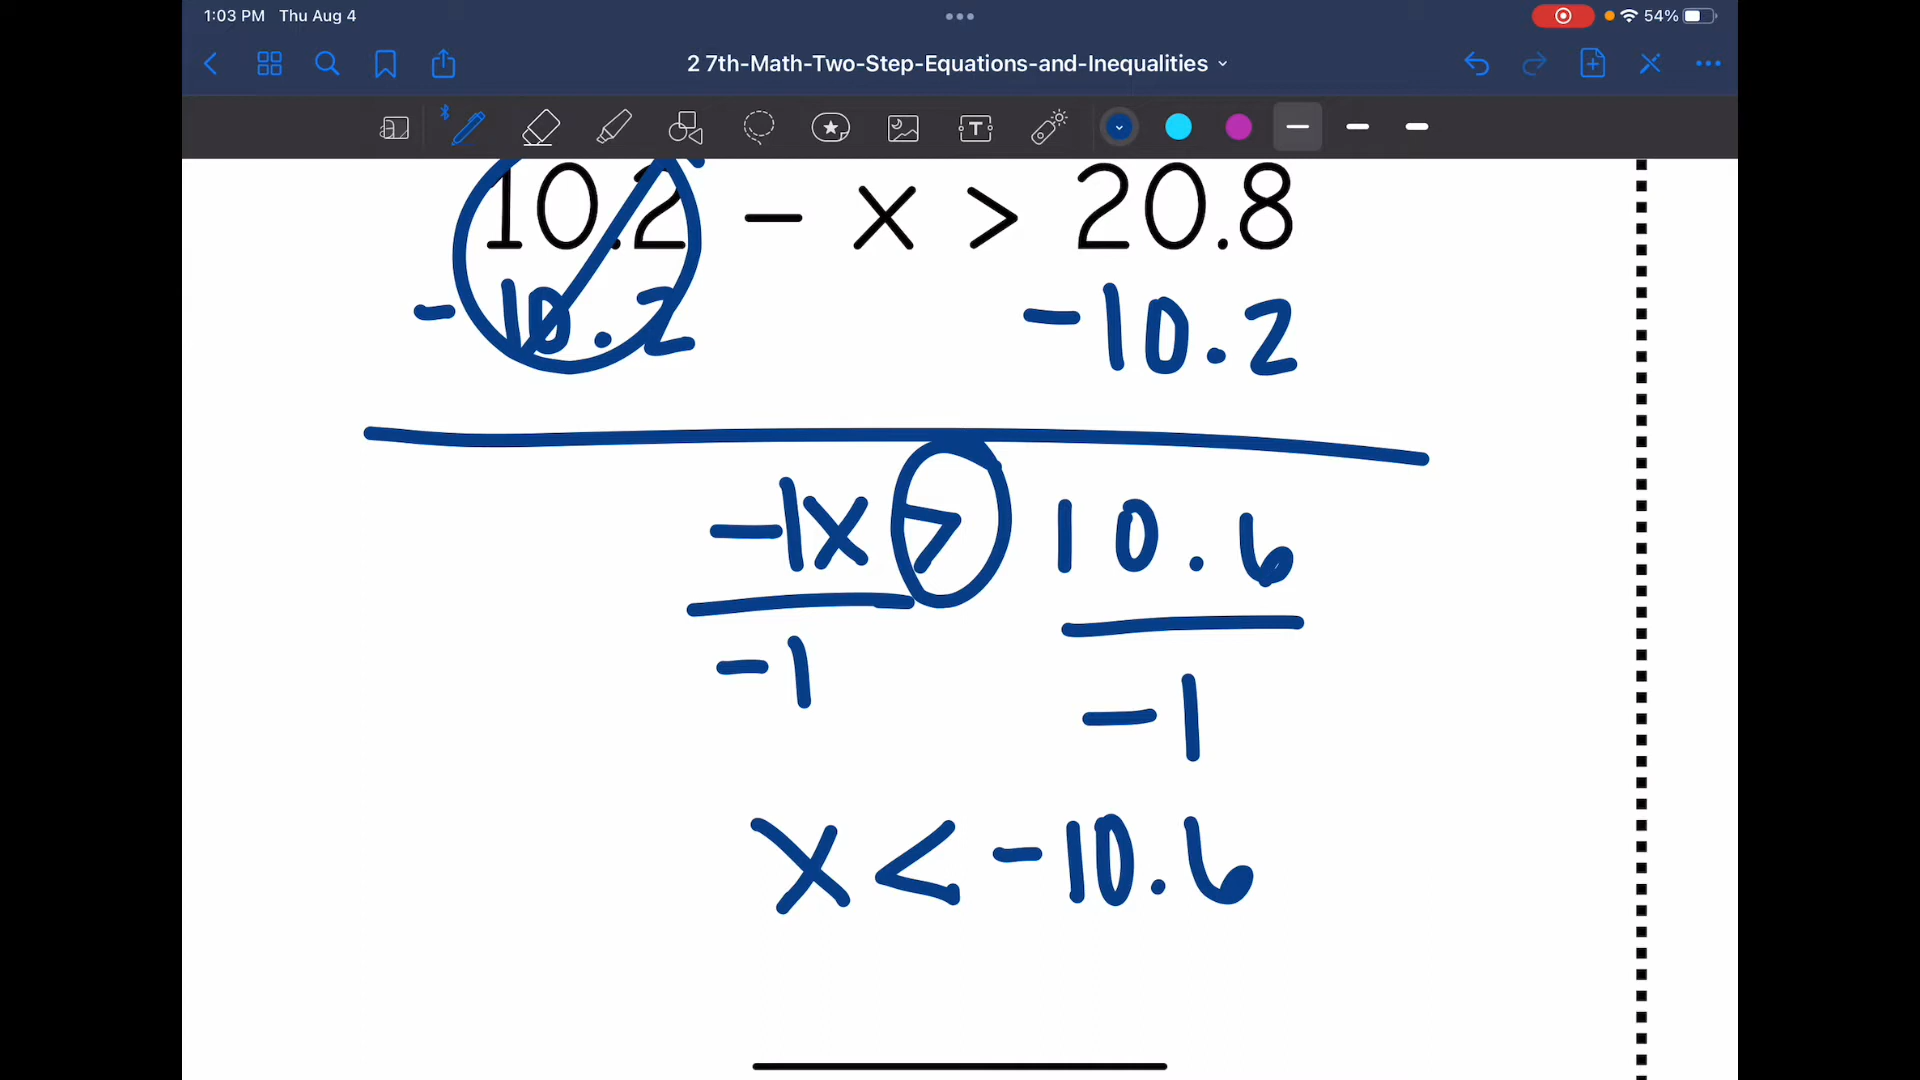 1:03 PM Thu Aug 4 54%
2 7th-Math-Two-Step-Equations-and-Inequalities
T
10.2 - x > 20.8
-10.2 -10.2
-1x > 10.6
-1 -1
x < -10.6